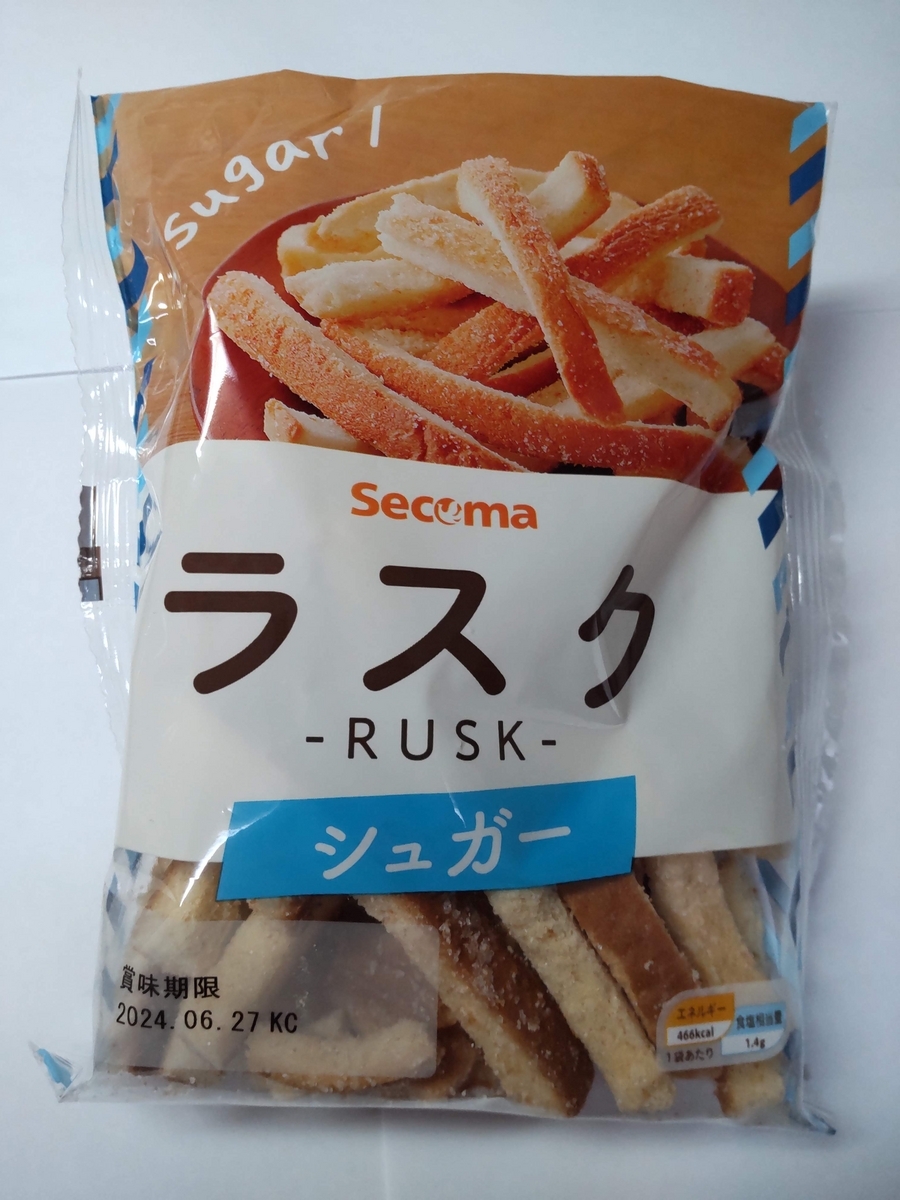 sugar!
Secoma
ラスク
-RUSK-
シュガー
賞味期限
2024.06.27 KC
エネルギー
466kcal
食塩相当量
1.4g
1袋あたり